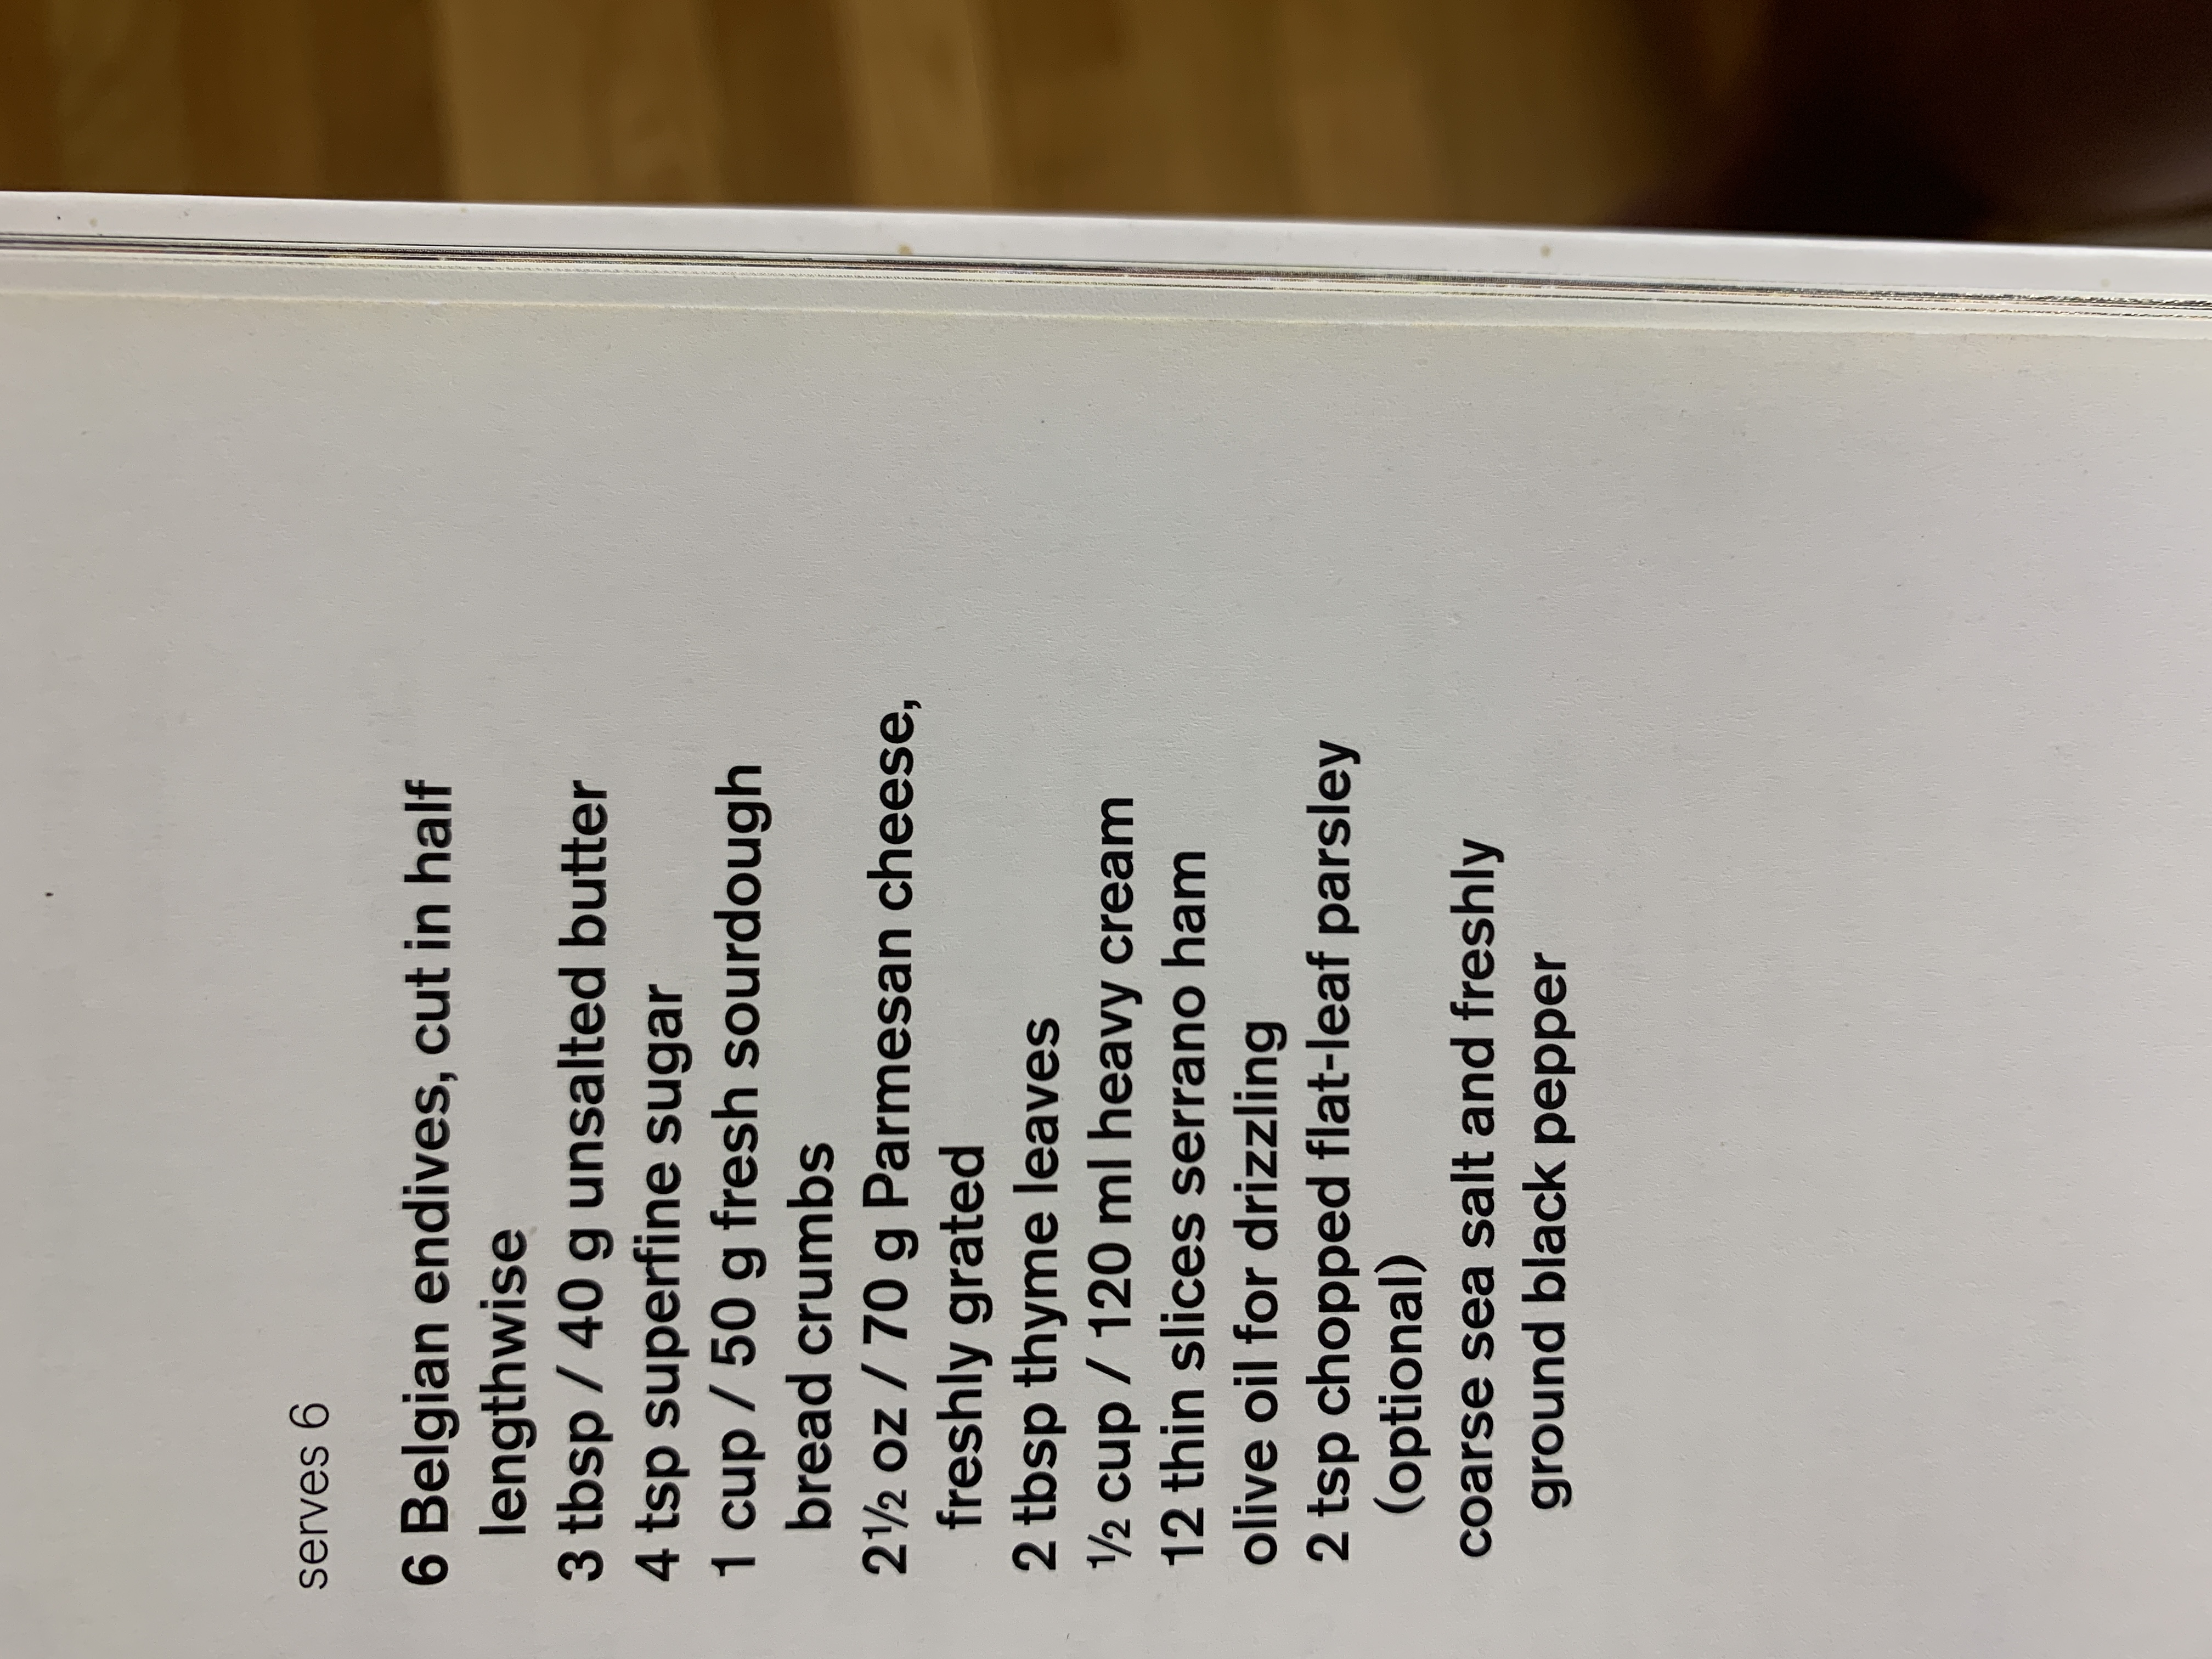 serves 6
6 Belgian endives, cut in half
lengthwise
3 tbsp / 40 g unsalted butter
4 tsp superfine sugar
1 cup / 50 g fresh sourdough
bread crumbs
2½ oz / 70 g Parmesan cheese,
freshly grated
2 tbsp thyme leaves
½ cup / 120 ml heavy cream
12 thin slices serrano ham
olive oil for drizzling
2 tsp chopped flat-leaf parsley
(optional)
coarse sea salt and freshly
ground black pepper